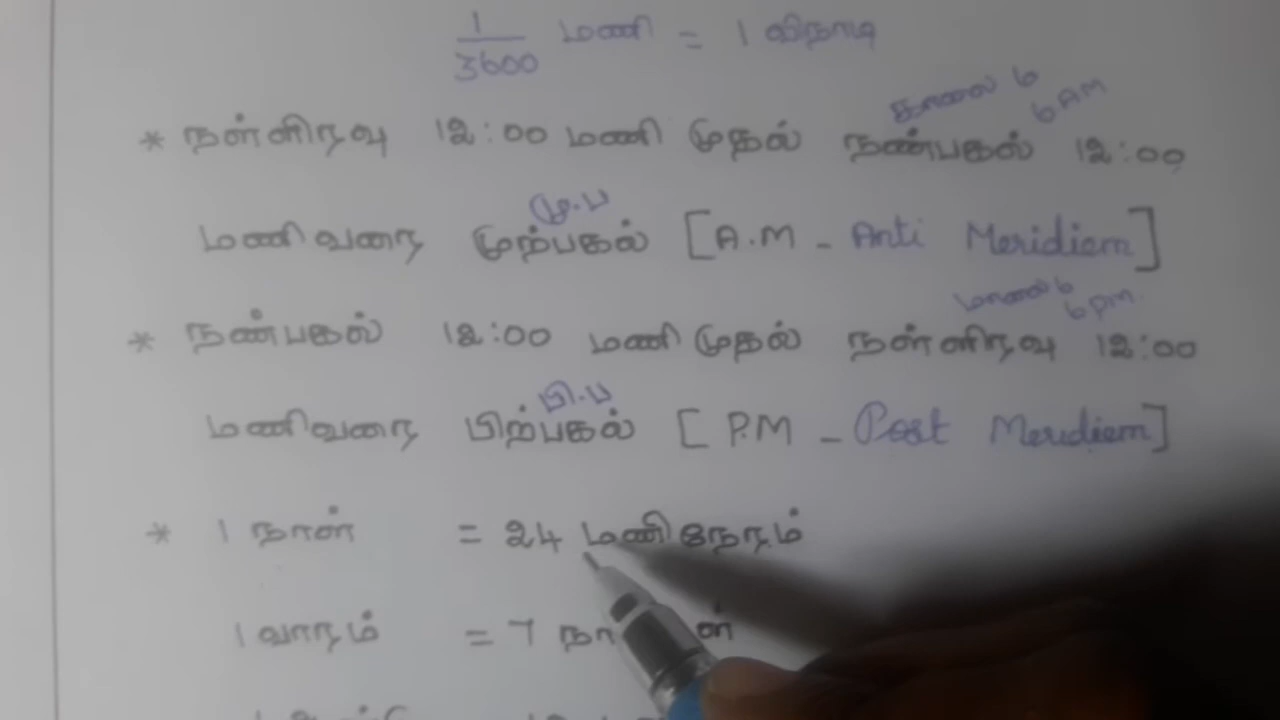 1/3600 மணி = 1 விநாடி
காலை 6
6 AM
* நள்ளிரவு 12:00 மணி முதல் நண்பகல் 12:00
மு.ப
மணிவரை முற்பகல் [A.M - Anti Meridiem]
மாலை 6
6 pm
* நண்பகல் 12:00 மணிமுதல் நள்ளிரவு 12:00
பி.ப
மணிவரை பிற்பகல் [P.M - Post Meridiem]
* 1 நாள் = 24 மணிநேரம்
1 வாரம் = 7